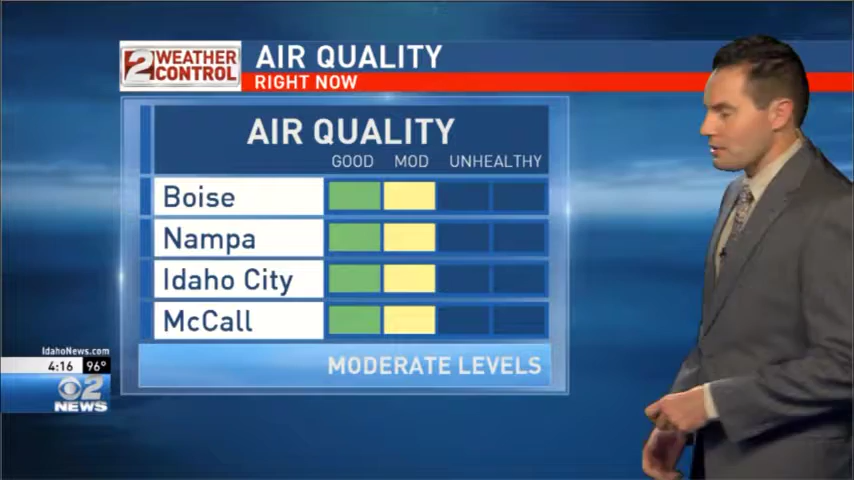 2 WEATHER CONTROL
AIR QUALITY
RIGHT NOW
AIR QUALITY
GOOD MOD UNHEALTHY
Boise
Nampa
Idaho City
McCall
MODERATE LEVELS
IdahoNews.com
4:16 96°
2
NEWS